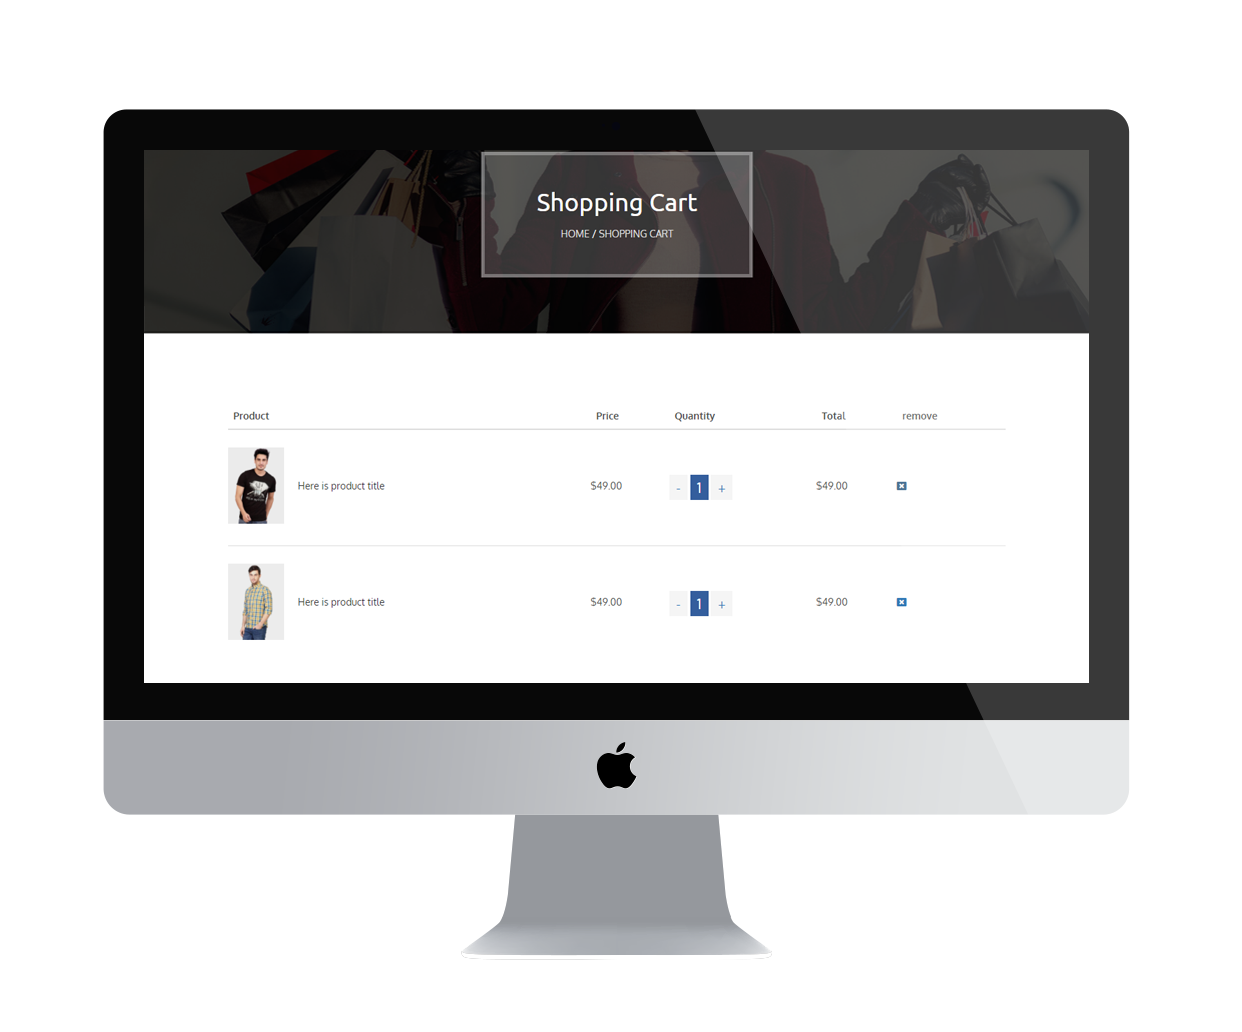 Shopping Cart
HOME / SHOPPING CART
Product Price Quantity Total remove
Here is product title $49.00 - 1 + $49.00
Here is product title $49.00 - 1 + $49.00